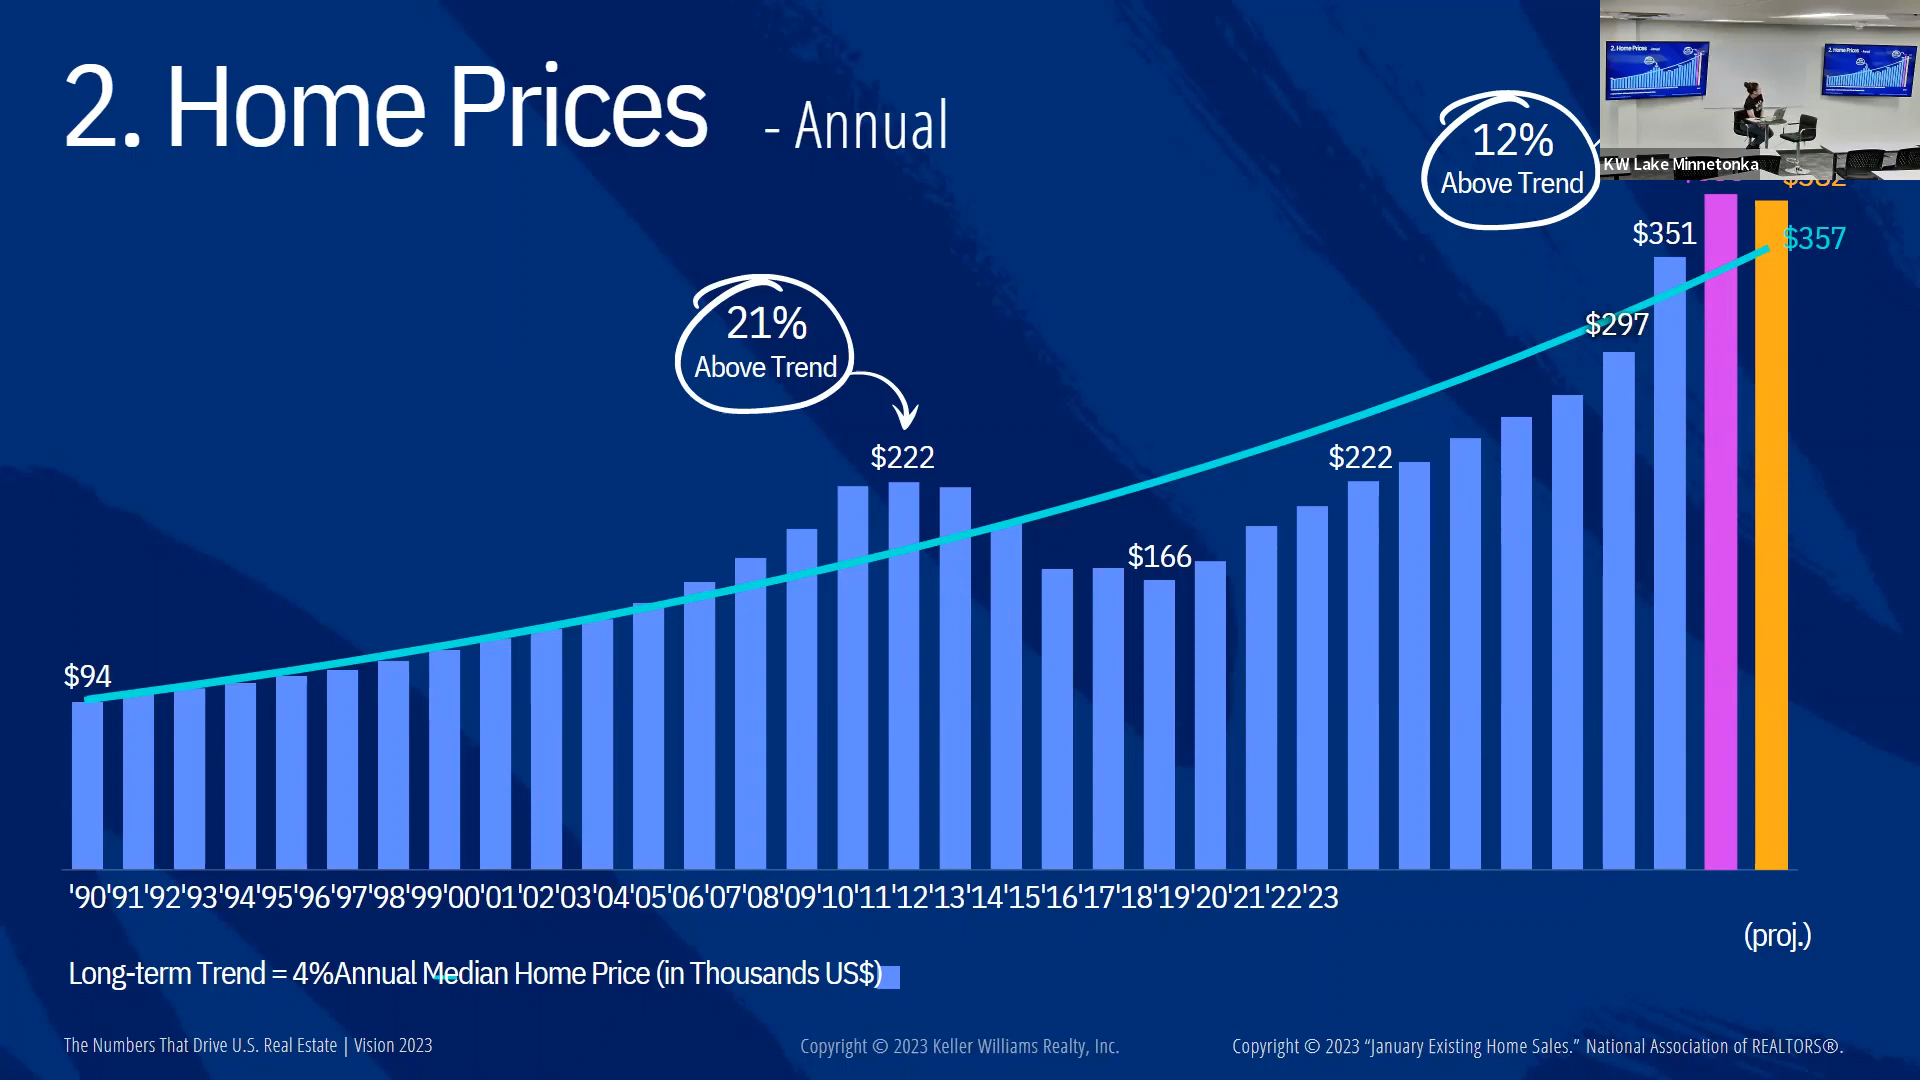 2. Home Prices - Annual
12%
Above Trend
KW Lake Minnetonka
$351
$357
21%
Above Trend
$297
$222
$222
$166
$94
'90'91'92'93'94'95'96'97'98'99'00'01'02'03'04'05'06'07'08'09'10'11'12'13'14'15'16'17'18'19'20'21'22'23
(proj.)
Long-term Trend = 4%Annual Median Home Price (in Thousands US$)
The Numbers That Drive U.S. Real Estate | Vision 2023
Copyright © 2023 Keller Williams Realty, Inc.
Copyright © 2023 “January Existing Home Sales.” National Association of REALTORS®.